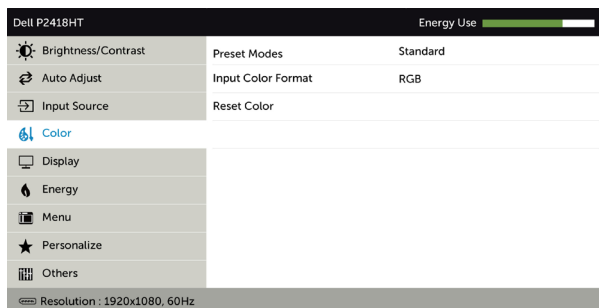 Dell P2418HT Energy Use
Brightness/Contrast Preset Modes Standard
Auto Adjust Input Color Format RGB
Input Source Reset Color
Color
Display
Energy
Menu
Personalize
Others
Resolution : 1920x1080, 60Hz